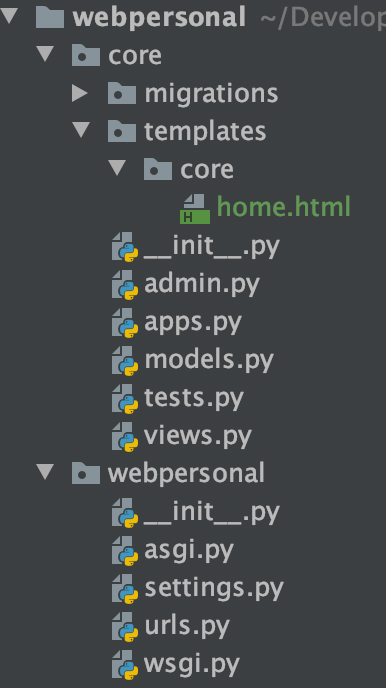 webpersonal ~/Develop
core
migrations
templates
core
H home.html
__init__.py
admin.py
apps.py
models.py
tests.py
views.py
webpersonal
__init__.py
asgi.py
settings.py
urls.py
wsgi.py